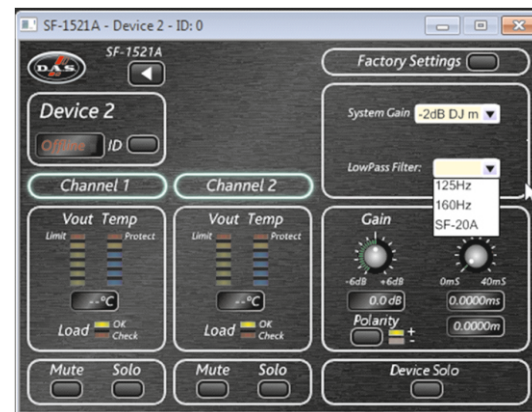 SF-1521A - Device 2 - ID: 0
D.A.S
SF-1521A
Factory Settings
Device 2
Offline ID
System Gain -2dB DJ m
LowPass Filter:
125Hz
160Hz
SF-20A
Channel 1
Channel 2
Vout Temp
Limit Protect
--°C
Load OK
Check
Vout Temp
Limit Protect
--°C
Load OK
Check
Gain
-6dB +6dB
0.0 dB
Polarity
+
-
0mS 40mS
0.0000ms
0.0000m
Mute Solo
Mute Solo
Device Solo